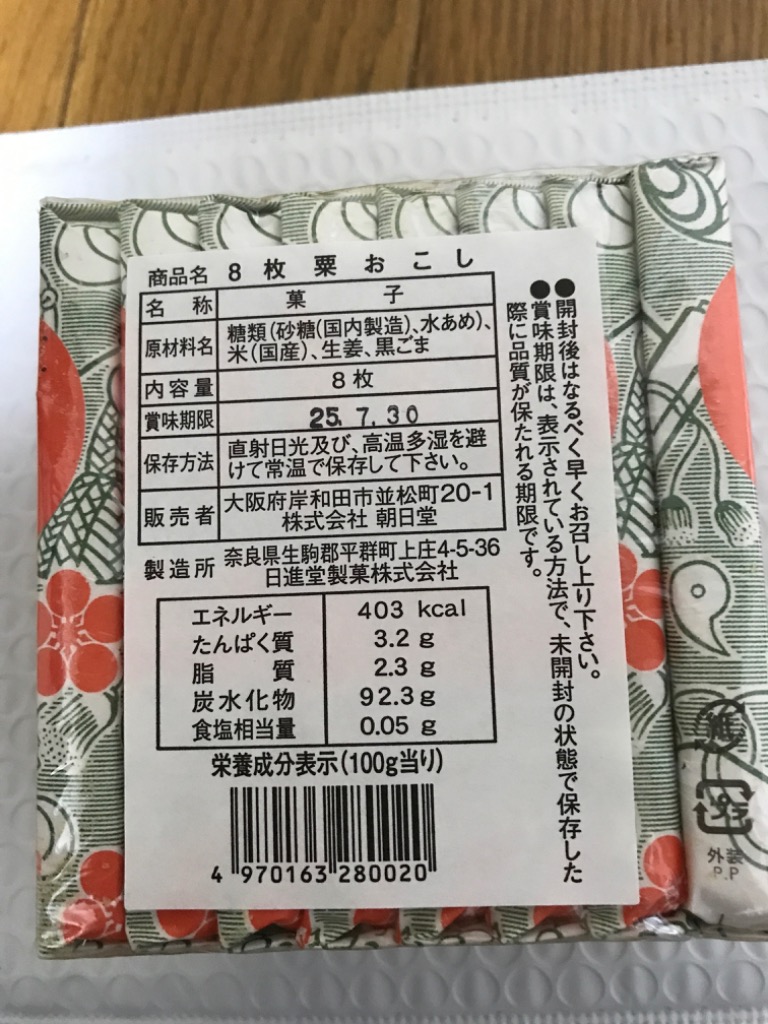 商品名 8枚粟おこし
名称 菓子
原材料名 糖類(砂糖(国内製造)、水あめ)、
米(国産)、生姜、黒ごま
内容量 8枚
賞味期限 25.7.30
保存方法 直射日光及び、高温多湿を避
けて常温で保存して下さい。
販売者 大阪府岸和田市並松町20-1
株式会社 朝日堂
製造所 奈良県生駒郡平群町上庄4-5-36
日進堂製菓株式会社
エネルギー 403 kcal
たんぱく質 3.2 g
脂質 2.3 g
炭水化物 92.3 g
食塩相当量 0.05 g
栄養成分表示(100g当り)
4 970163 280020
●開封後はなるべく早くお召し上り下さい。
●賞味期限は、表示されている方法で、未開封の状態で保存した
際に品質が保たれる期限です。
紙
プラ
外装
P.P